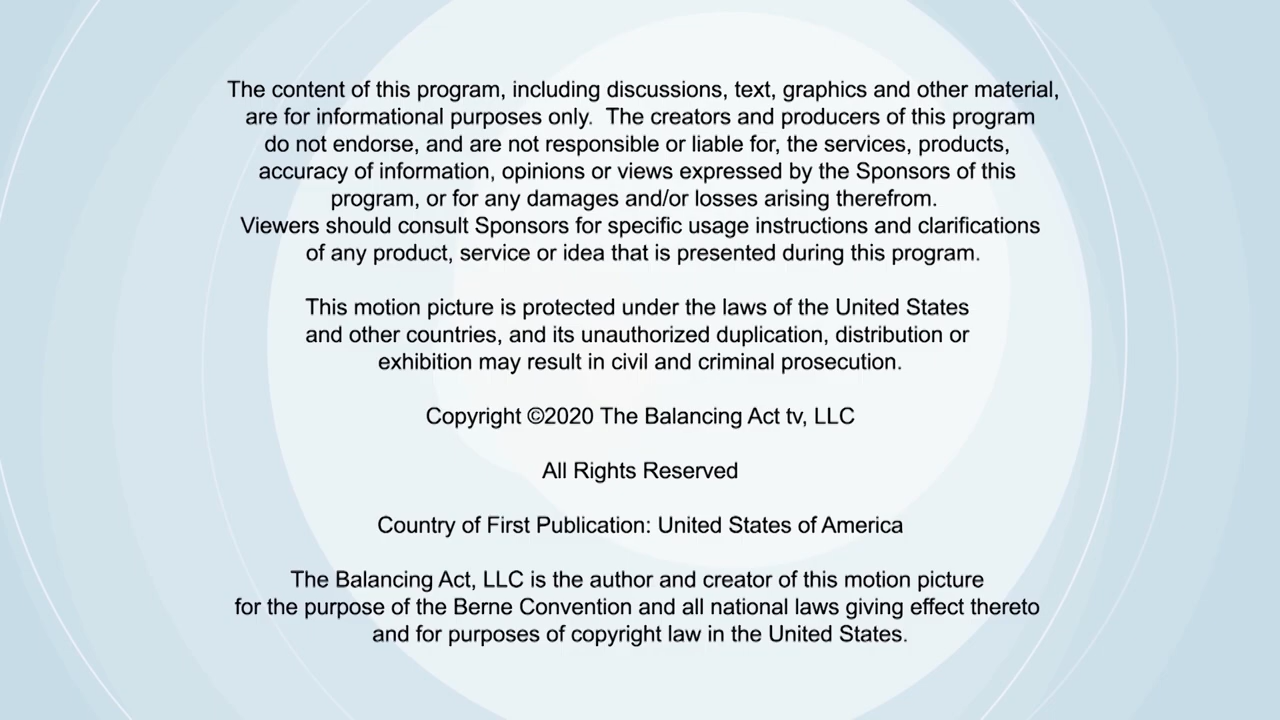 The content of this program, including discussions, text, graphics and other material,
are for informational purposes only.  The creators and producers of this program
do not endorse, and are not responsible or liable for, the services, products,
accuracy of information, opinions or views expressed by the Sponsors of this
program, or for any damages and/or losses arising therefrom.
Viewers should consult Sponsors for specific usage instructions and clarifications
of any product, service or idea that is presented during this program.
This motion picture is protected under the laws of the United States
and other countries, and its unauthorized duplication, distribution or
exhibition may result in civil and criminal prosecution.
Copyright ©2020 The Balancing Act tv, LLC
All Rights Reserved
Country of First Publication: United States of America
The Balancing Act, LLC is the author and creator of this motion picture
for the purpose of the Berne Convention and all national laws giving effect thereto
and for purposes of copyright law in the United States.